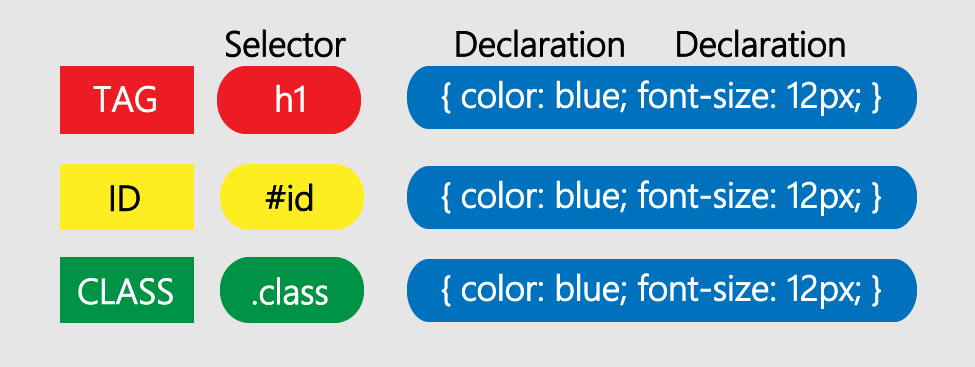 Selector Declaration Declaration
TAG h1 { color: blue; font-size: 12px; }
ID #id { color: blue; font-size: 12px; }
CLASS .class { color: blue; font-size: 12px; }